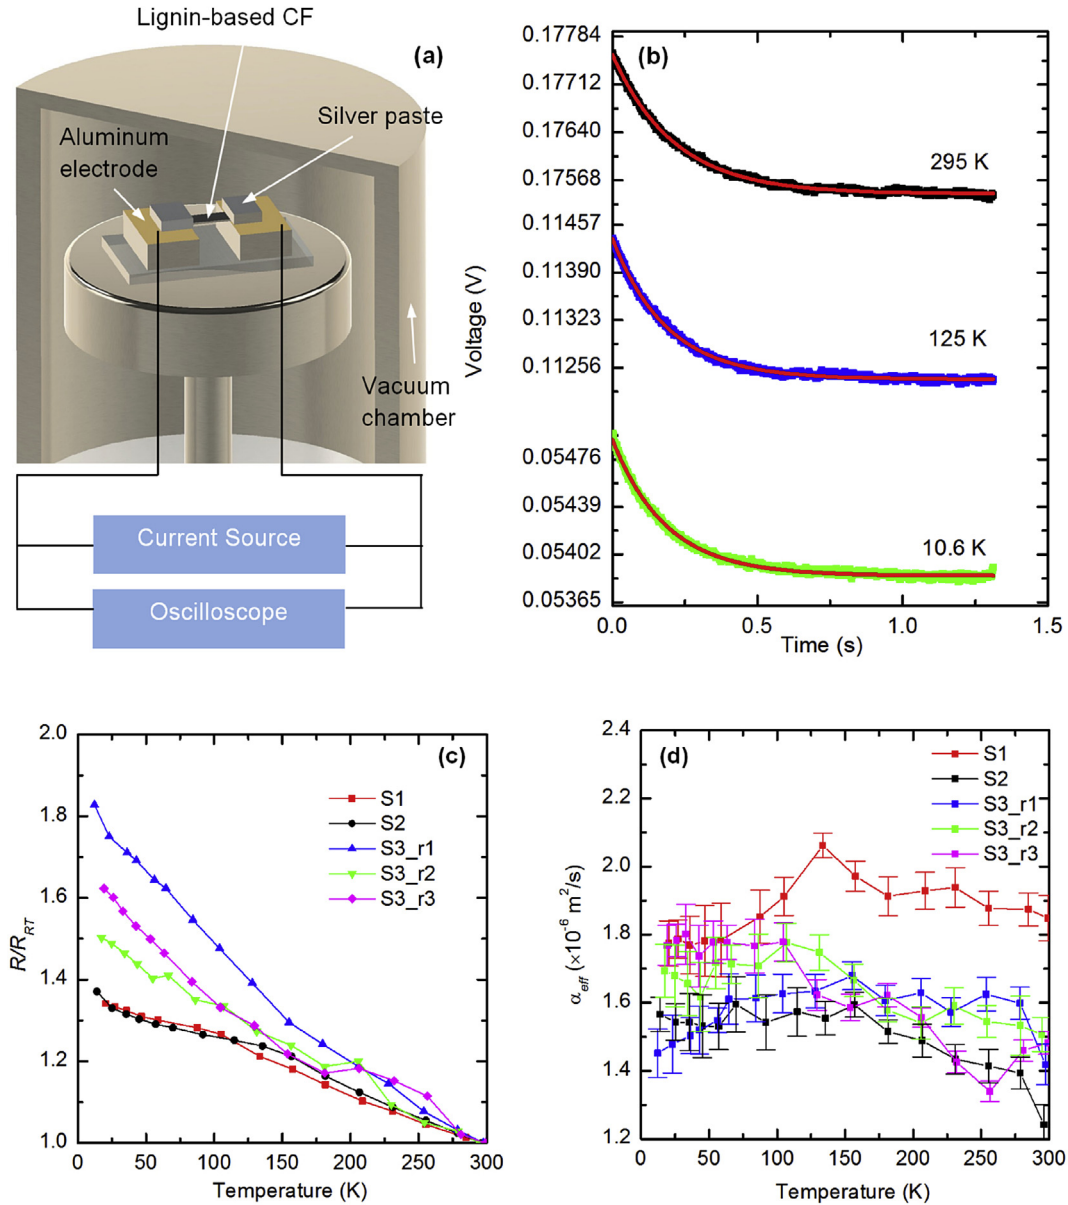 Lignin-based CF
(a)
Silver paste
Aluminum
electrode
Vacuum
chamber
Current Source
Oscilloscope
(b)
0.17784
0.17712
0.17640
0.17568
0.11457
0.11390
0.11323
0.11256
0.05476
0.05439
0.05402
0.05365
Voltage (V)
295 K
125 K
10.6 K
0.0 0.5 1.0 1.5
Time (s)
(c)
2.0
1.8
1.6
1.4
1.2
1.0
R/R_RT
S1
S2
S3_r1
S3_r2
S3_r3
0 50 100 150 200 250 300
Temperature (K)
(d)
2.4
2.2
2.0
1.8
1.6
1.4
1.2
α_eff (×10⁻⁶ m²/s)
S1
S2
S3_r1
S3_r2
S3_r3
0 50 100 150 200 250 300
Temperature (K)